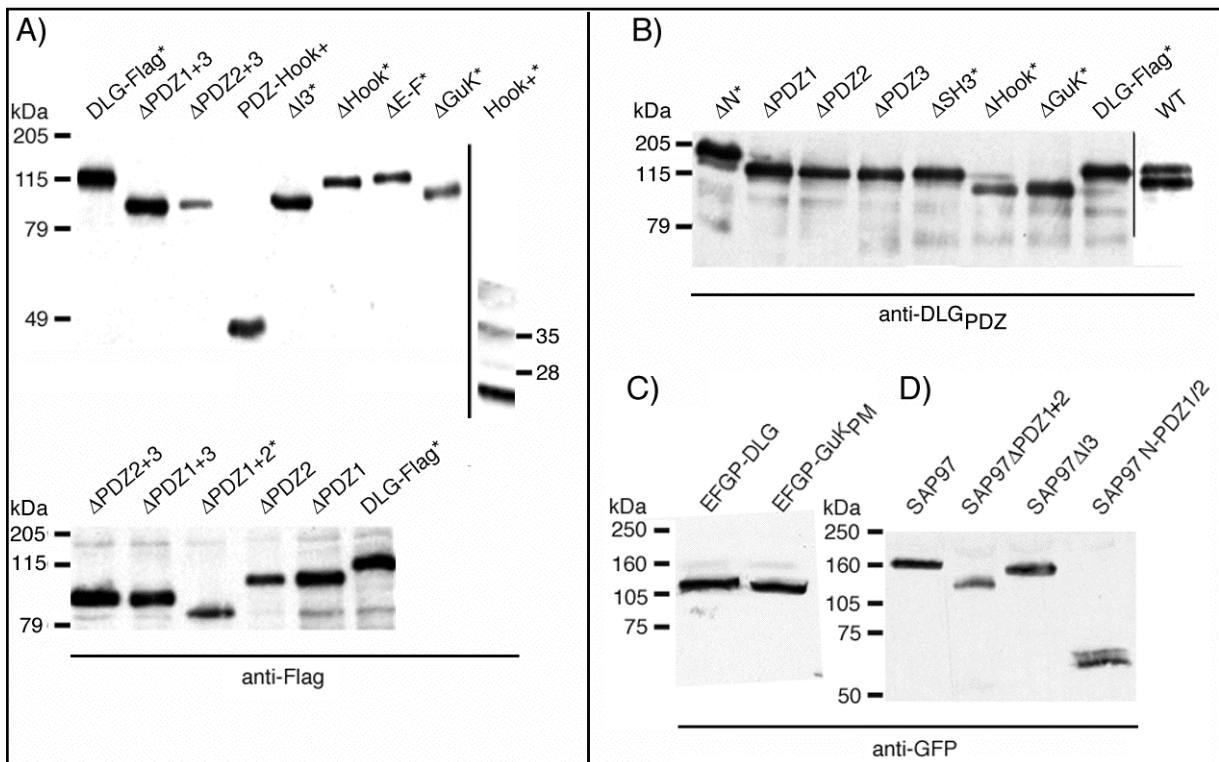 A)
DLG-Flag* ΔPDZ1+3 ΔPDZ2+3 PDZ-Hook+ ΔI3* ΔHook* ΔE-F* ΔGuK* Hook+*
kDa
205
115
79
49
35
28
ΔPDZ2+3 ΔPDZ1+3 ΔPDZ1+2* ΔPDZ2 ΔPDZ1 DLG-Flag*
kDa
205
115
79
anti-Flag
B)
ΔN* ΔPDZ1 ΔPDZ2 ΔPDZ3 ΔSH3* ΔHook* ΔGuK* DLG-Flag* WT
kDa
205
115
79
anti-DLGPDZ
C)
EFGP-DLG EFGP-GuKPM
kDa
250
160
105
75
D)
SAP97 SAP97ΔPDZ1+2 SAP97ΔI3 SAP97 N-PDZ1/2
kDa
250
160
105
75
50
anti-GFP